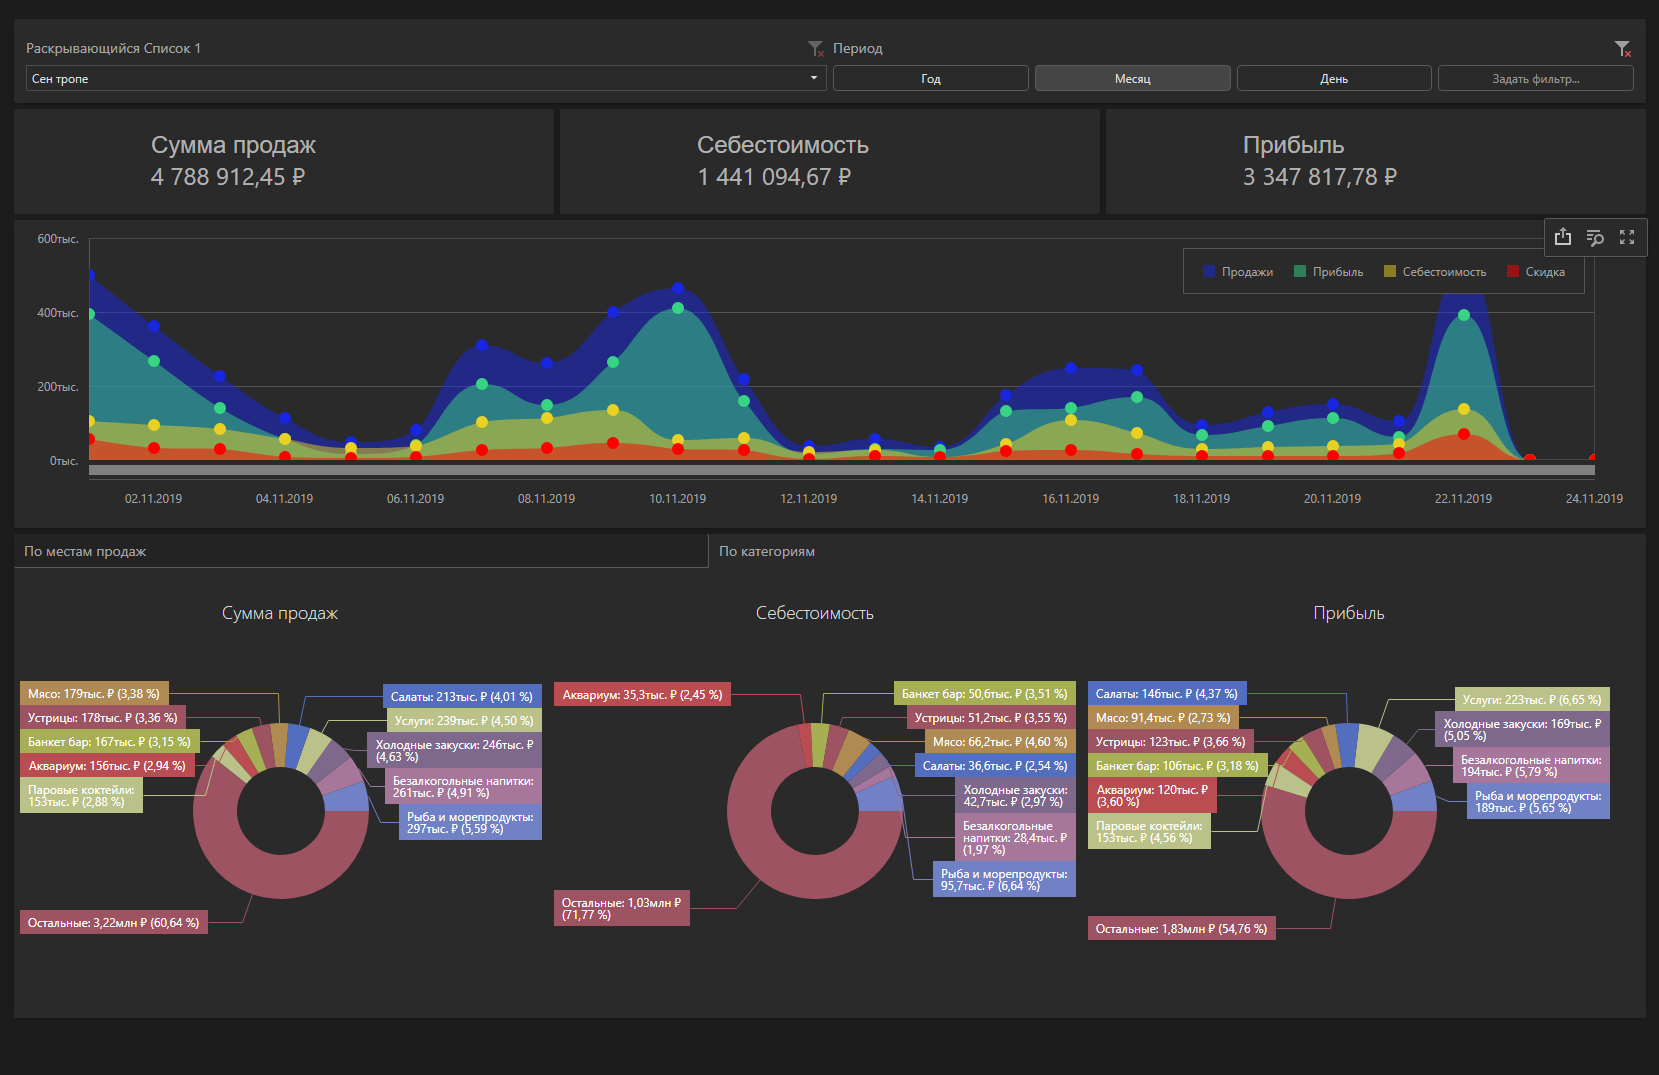 Раскрывающийся Список 1
Сен тропе
Период
Год
Месяц
День
Задать фильтр...
Сумма продаж
4 788 912,45 ₽
Себестоимость
1 441 094,67 ₽
Прибыль
3 347 817,78 ₽
600тыс.
400тыс.
200тыс.
0тыс.
Продажи
Прибыль
Себестоимость
Скидка
02.11.2019
04.11.2019
06.11.2019
08.11.2019
10.11.2019
12.11.2019
14.11.2019
16.11.2019
18.11.2019
20.11.2019
22.11.2019
24.11.2019
По местам продаж
По категориям
Сумма продаж
Мясо: 179тыс. ₽ (3,38 %)
Устрицы: 178тыс. ₽ (3,36 %)
Банкет бар: 167тыс. ₽ (3,15 %)
Аквариум: 156тыс. ₽ (2,94 %)
Паровые коктейли:
153тыс. ₽ (2,88 %)
Остальные: 3,22млн ₽ (60,64 %)
Салаты: 213тыс. ₽ (4,01 %)
Услуги: 239тыс. ₽ (4,50 %)
Холодные закуски: 246тыс. ₽
(4,63 %)
Безалкогольные напитки:
261тыс. ₽ (4,91 %)
Рыба и морепродукты:
297тыс. ₽ (5,59 %)
Себестоимость
Аквариум: 35,3тыс. ₽ (2,45 %)
Остальные: 1,03млн ₽
(71,77 %)
Банкет бар: 50,6тыс. ₽ (3,51 %)
Устрицы: 51,2тыс. ₽ (3,55 %)
Мясо: 66,2тыс. ₽ (4,60 %)
Салаты: 36,6тыс. ₽ (2,54 %)
Холодные закуски:
42,7тыс. ₽ (2,97 %)
Безалкогольные
напитки: 28,4тыс. ₽
(1,97 %)
Рыба и морепродукты:
95,7тыс. ₽ (6,64 %)
Прибыль
Салаты: 146тыс. ₽ (4,37 %)
Мясо: 91,4тыс. ₽ (2,73 %)
Устрицы: 123тыс. ₽ (3,66 %)
Банкет бар: 106тыс. ₽ (3,18 %)
Аквариум: 120тыс. ₽
(3,60 %)
Паровые коктейли:
153тыс. ₽ (4,56 %)
Остальные: 1,83млн ₽ (54,76 %)
Услуги: 223тыс. ₽ (6,65 %)
Холодные закуски: 169тыс. ₽
(5,05 %)
Безалкогольные напитки:
194тыс. ₽ (5,79 %)
Рыба и морепродукты:
189тыс. ₽ (5,65 %)